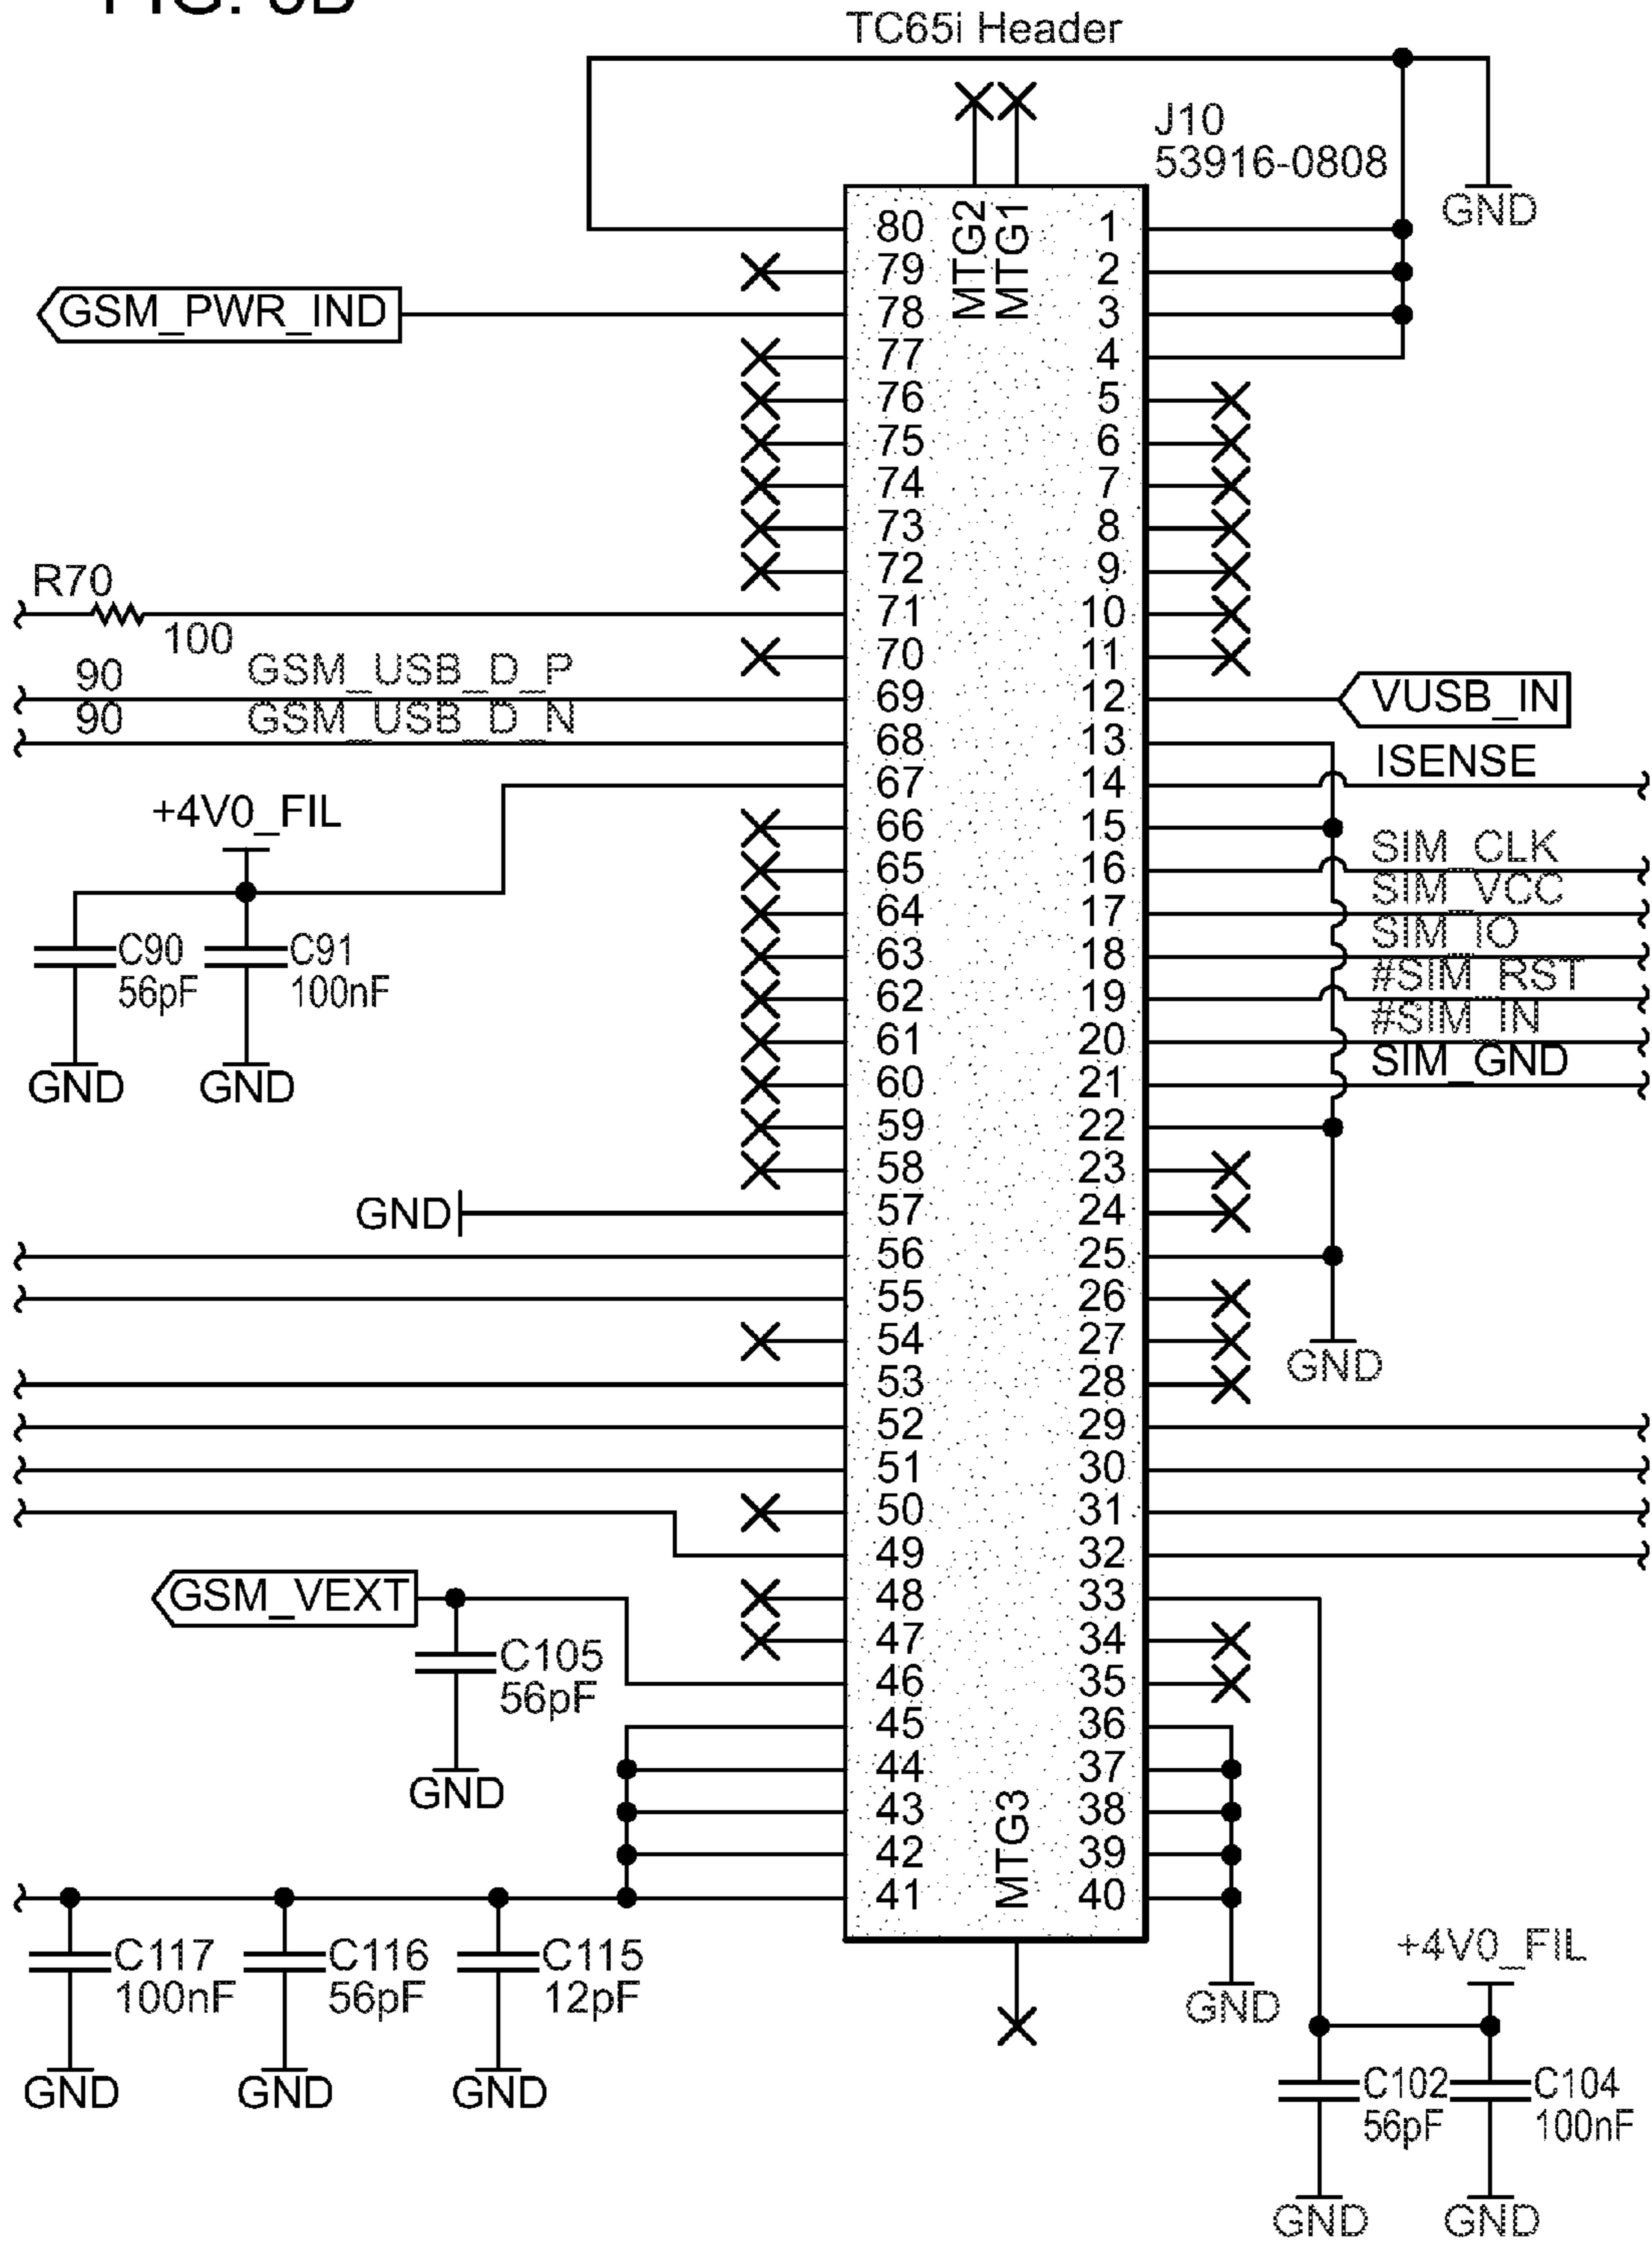 TC65i Header
J10
53916-0808
GND
MTG2
MTG1
80 1
79 2
GSM_PWR_IND
78 3
77 4
76 5
75 6
74 7
73 8
72 9
R70
100
71 10
70 11
90 GSM_USB_D_P
69 12
VUSB_IN
90 GSM_USB_D_N
68 13
ISENSE
67 14
+4V0_FIL
66 15
SIM_CLK
65 16
SIM_VCC
64 17
SIM_IO
C90
56pF
C91
100nF
63 18
#SIM_RST
62 19
#SIM_IN
61 20
SIM_GND
GND
GND
60 21
59 22
58 23
GND
57 24
56 25
55 26
54 27
GND
53 28
52 29
51 30
50 31
49 32
GSM_VEXT
48 33
C105
56pF
47 34
46 35
45 36
44 37
GND
43 38
42 39
41 40
MTG3
C117
100nF
C116
56pF
C115
12pF
GND
+4V0_FIL
GND
GND
GND
C102
56pF
C104
100nF
GND
GND